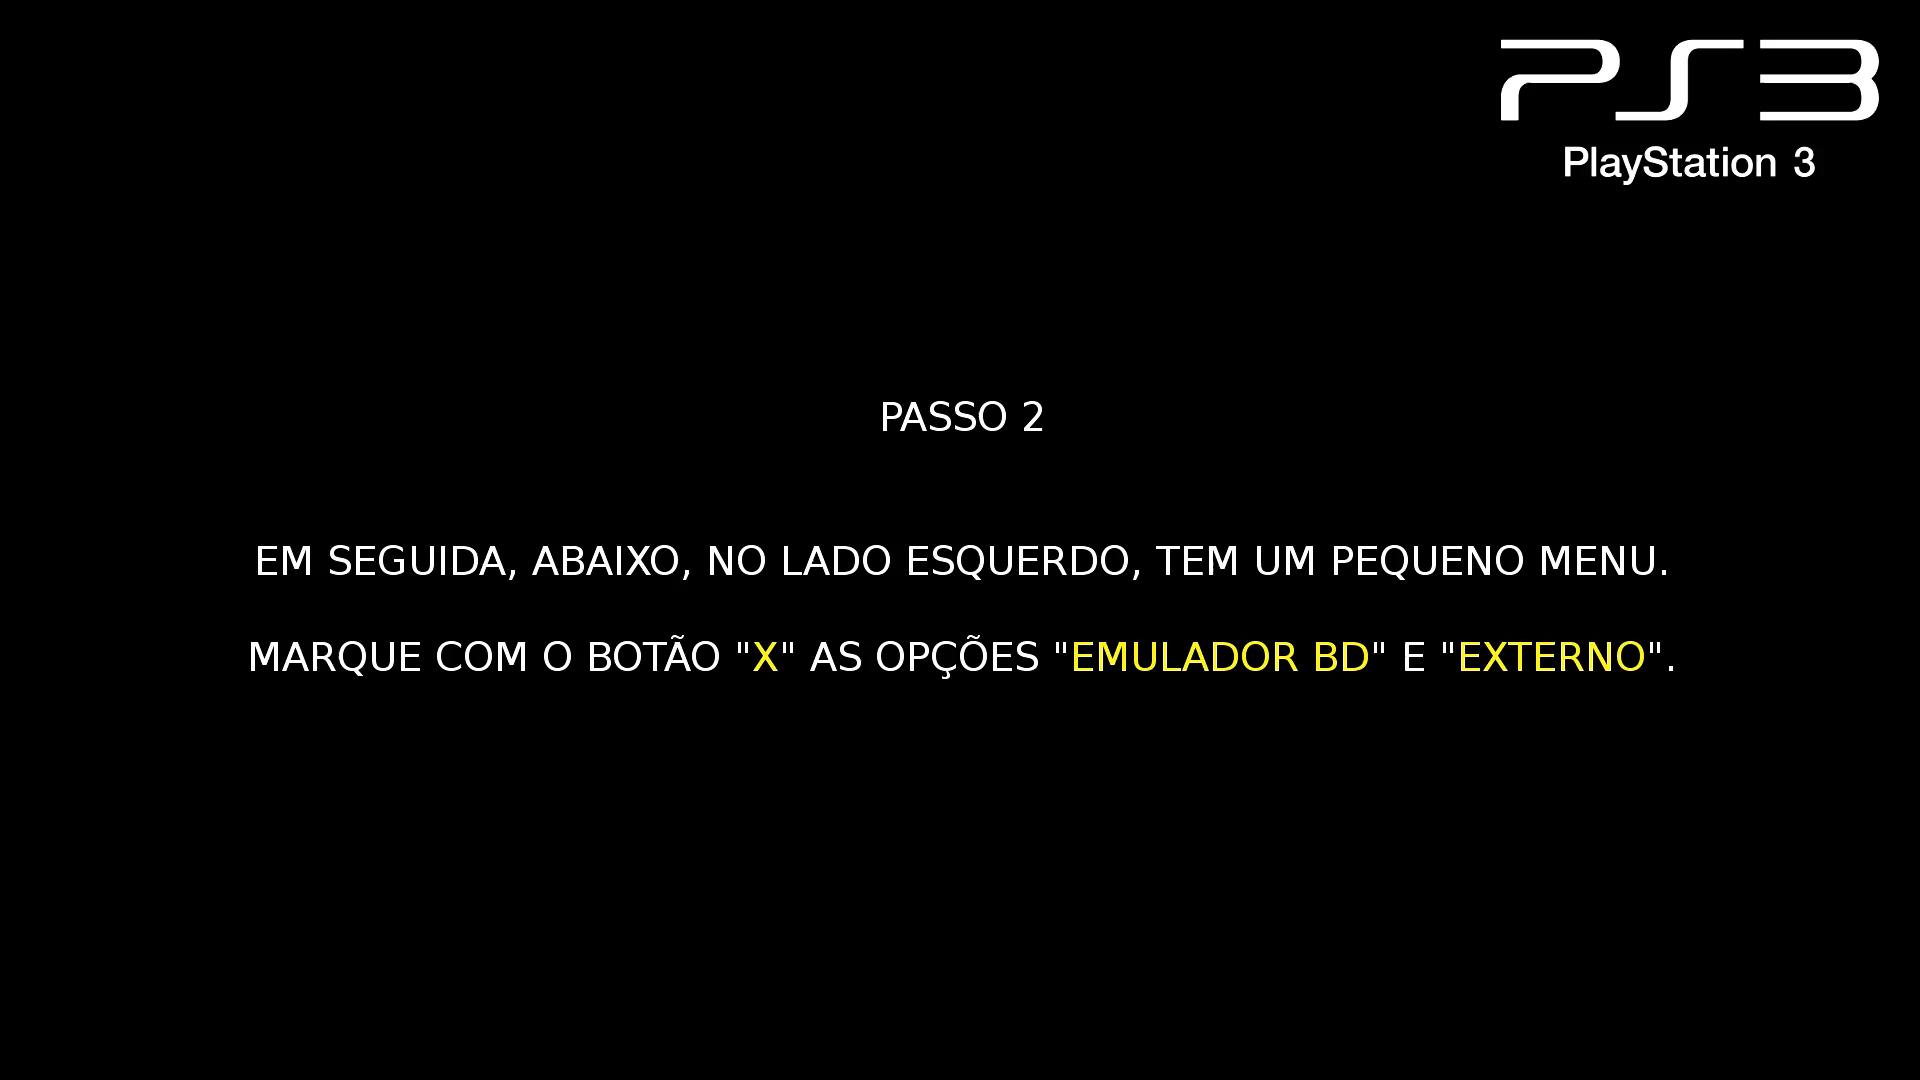 PS3
PlayStation 3
PASSO 2
EM SEGUIDA, ABAIXO, NO LADO ESQUERDO, TEM UM PEQUENO MENU.
MARQUE COM O BOTÃO "X" AS OPÇÕES "EMULADOR BD" E "EXTERNO".